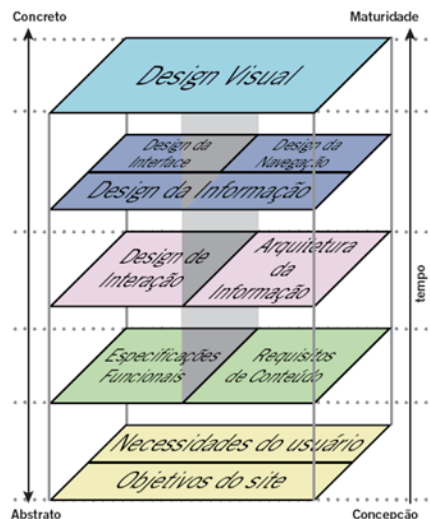 Concreto
Maturidade
Design Visual
Design da
Interface
Design da
Navegação
Design da Informação
Design de
Interação
Arquitetura
da
Informação
tempo
Especificações
Funcionais
Requisitos
de Conteúdo
Necessidades do usuário
Objetivos do site
Abstrato
Concepção